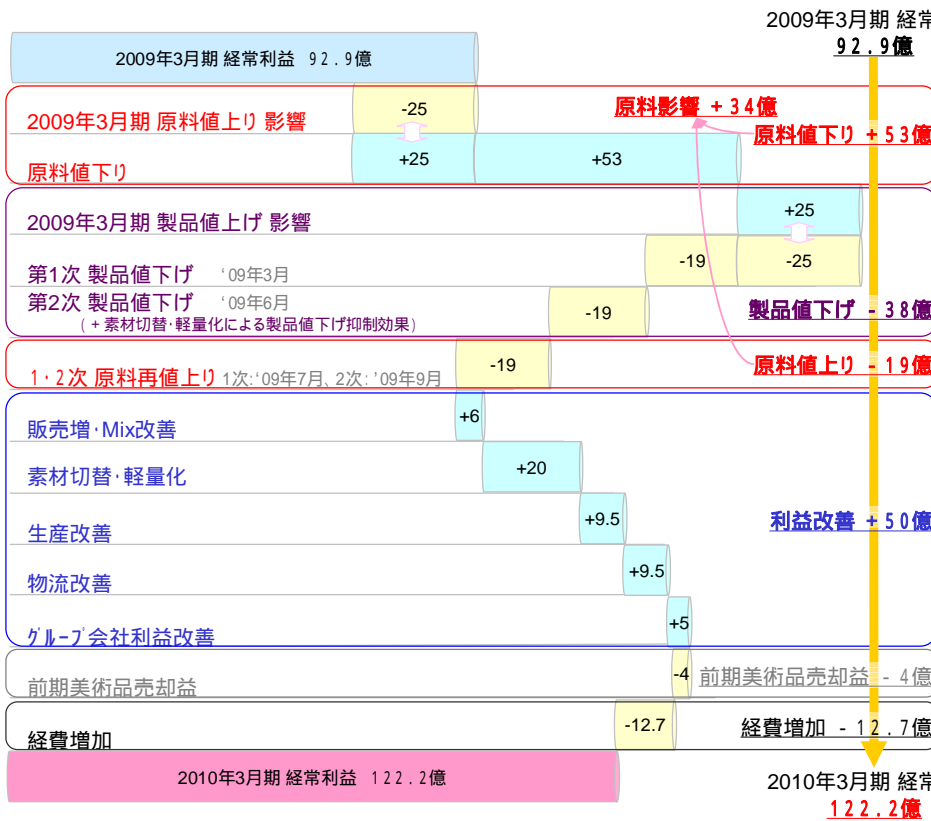 2009年3月期 経常
92.9億
2009年3月期 経常利益 92.9億
-25
2009年3月期 原料値上り 影響
原料影響 +34億
原料値下り +53億
+25
+53
原料値下り
+25
2009年3月期 製品値上げ 影響
-19
-25
第1次 製品値下げ ‘09年3月
第2次 製品値下げ ‘09年6月
-19
製品値下げ - 38億
(+素材切替･軽量化による製品値下げ抑制効果)
-19
原料値上り - 19億
1･2次 原料再値上り 1次:‘09年7月、2次:’09年9月
+6
販売増･Mix改善
+20
素材切替･軽量化
+9.5
利益改善 +50億
生産改善
+9.5
物流改善
+5
ｸﾞﾙｰﾌﾟ会社利益改善
-4
前期美術品売却益 - 4億
前期美術品売却益
-12.7
経費増加 - 12.7億
経費増加
2010年3月期 経常利益 122.2億
2010年3月期 経常
122.2億